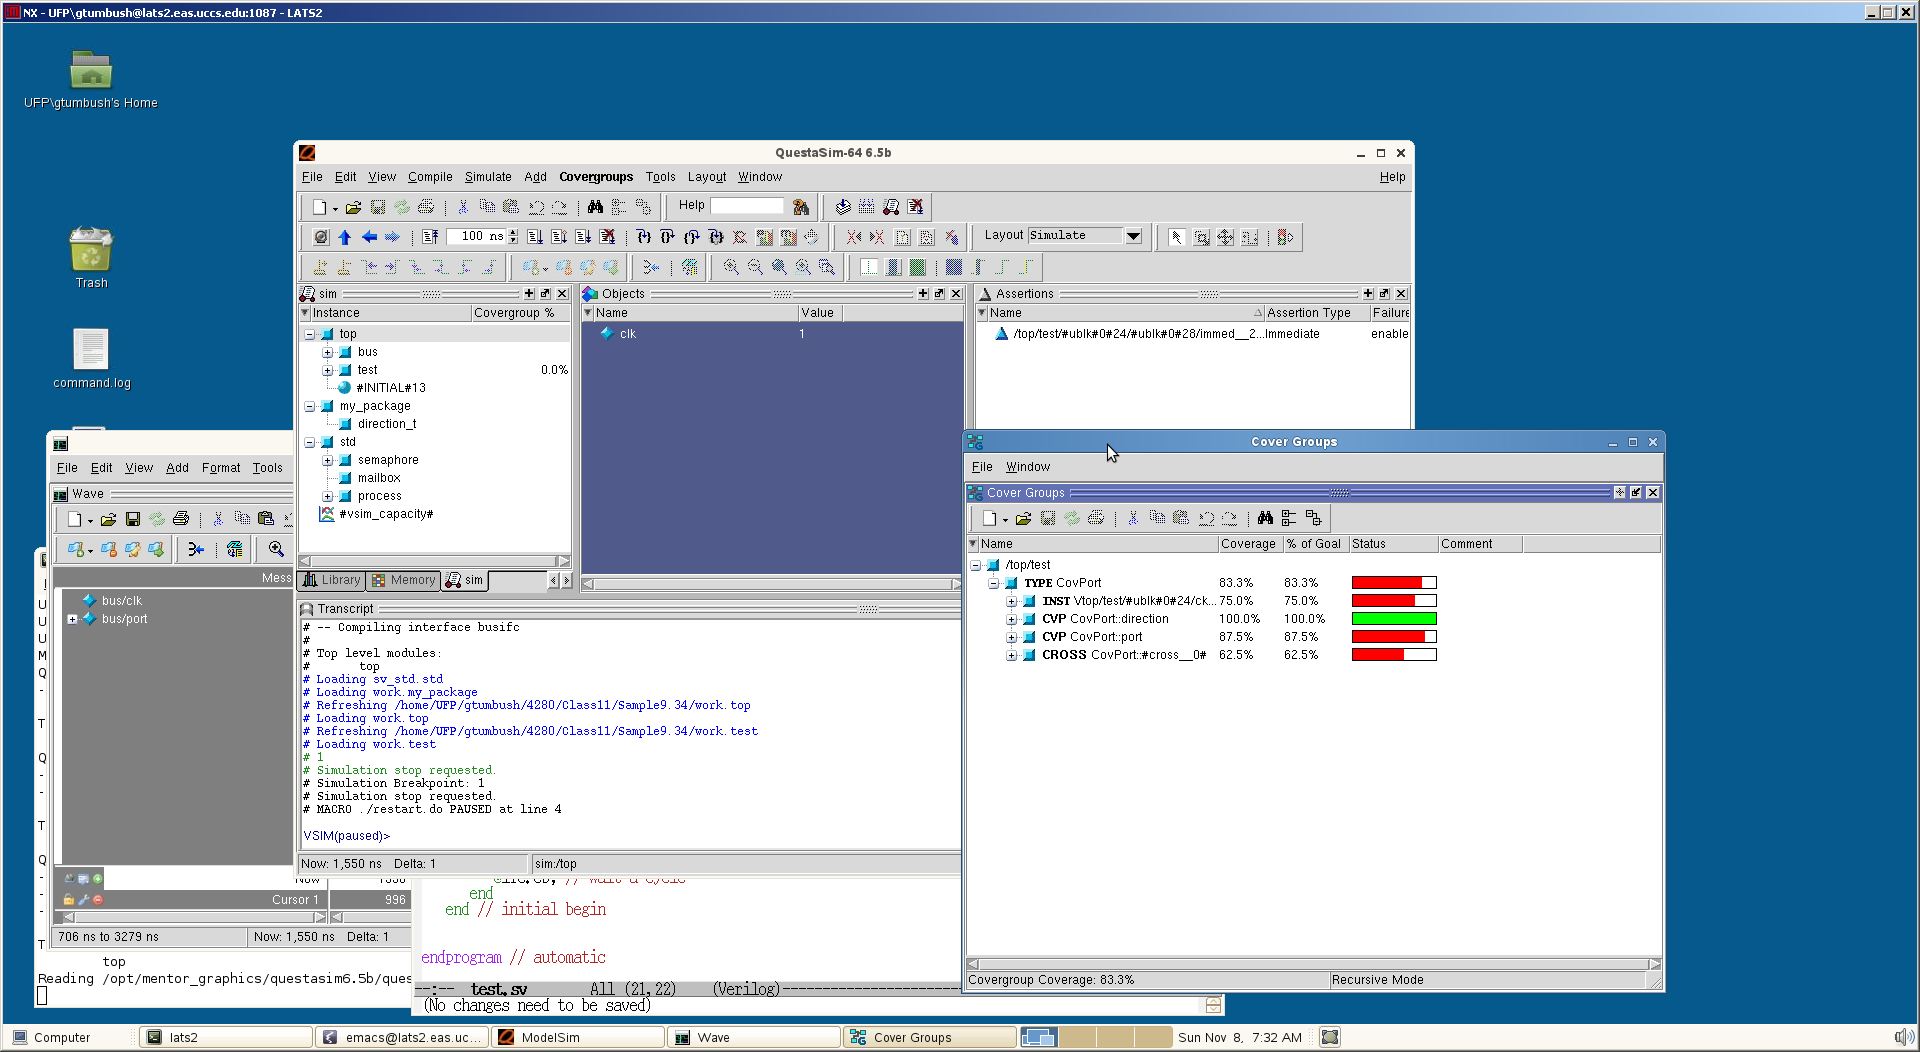 NX - UFP\gtumbush@lats2.eas.uccs.edu:1087 - LATS2
UFP\gtumbush's Home
Trash
command.log
QuestaSim-64 6.5b
File Edit View Compile Simulate Add Covergroups Tools Layout Window Help
Help
100 ns
Layout Simulate
sim
Instance Covergroup %
top
bus
test 0.0%
#INITIAL#13
my_package
direction_t
std
semaphore
mailbox
process
#vsim_capacity#
Library Memory sim
Objects
Name Value
clk 1
Assertions
Name Assertion Type Failure
/top/test/#ublk#0#24/#ublk#0#28/immed__2... Immediate enable
Transcript
# -- Compiling interface busifc
#
# Top level modules:
# top
# Loading sv_std.std
# Loading work.my_package
# Refreshing /home/UFP/gtumbush/4280/Class11/Sample9.34/work.top
# Loading work.top
# Refreshing /home/UFP/gtumbush/4280/Class11/Sample9.34/work.test
# Loading work.test
# 1
# Simulation stop requested.
# Simulation Breakpoint: 1
# Simulation stop requested.
# MACRO ./restart.do PAUSED at line 4
VSIM(paused)>
Now: 1,550 ns Delta: 1 sim:/top
Cover Groups
File Window
Cover Groups
Name Coverage % of Goal Status Comment
/top/test
TYPE CovPort 83.3% 83.3%
INST \/top/test/#ublk#0#24/ck... 75.0% 75.0%
CVP CovPort::direction 100.0% 100.0%
CVP CovPort::port 87.5% 87.5%
CROSS CovPort::#cross__0# 62.5% 62.5%
Covergroup Coverage: 83.3% Recursive Mode
File Edit View Add Format Tools
Wave
Mess
bus/clk
bus/port
Now
Cursor 1 996
706 ns to 3279 ns Now: 1,550 ns Delta: 1
top
Reading /opt/mentor_graphics/questasim6.5b/ques
end
end // initial begin
endprogram // automatic
--:-- test.sv All (21,22) (Verilog)
(No changes need to be saved)
Computer lats2 emacs@lats2.eas.uc... ModelSim Wave Cover Groups Sun Nov 8, 7:32 AM